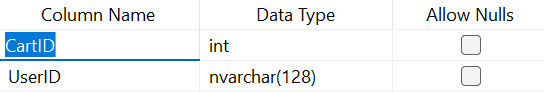 Column Name Data Type Allow Nulls
CartID int
UserID nvarchar(128)